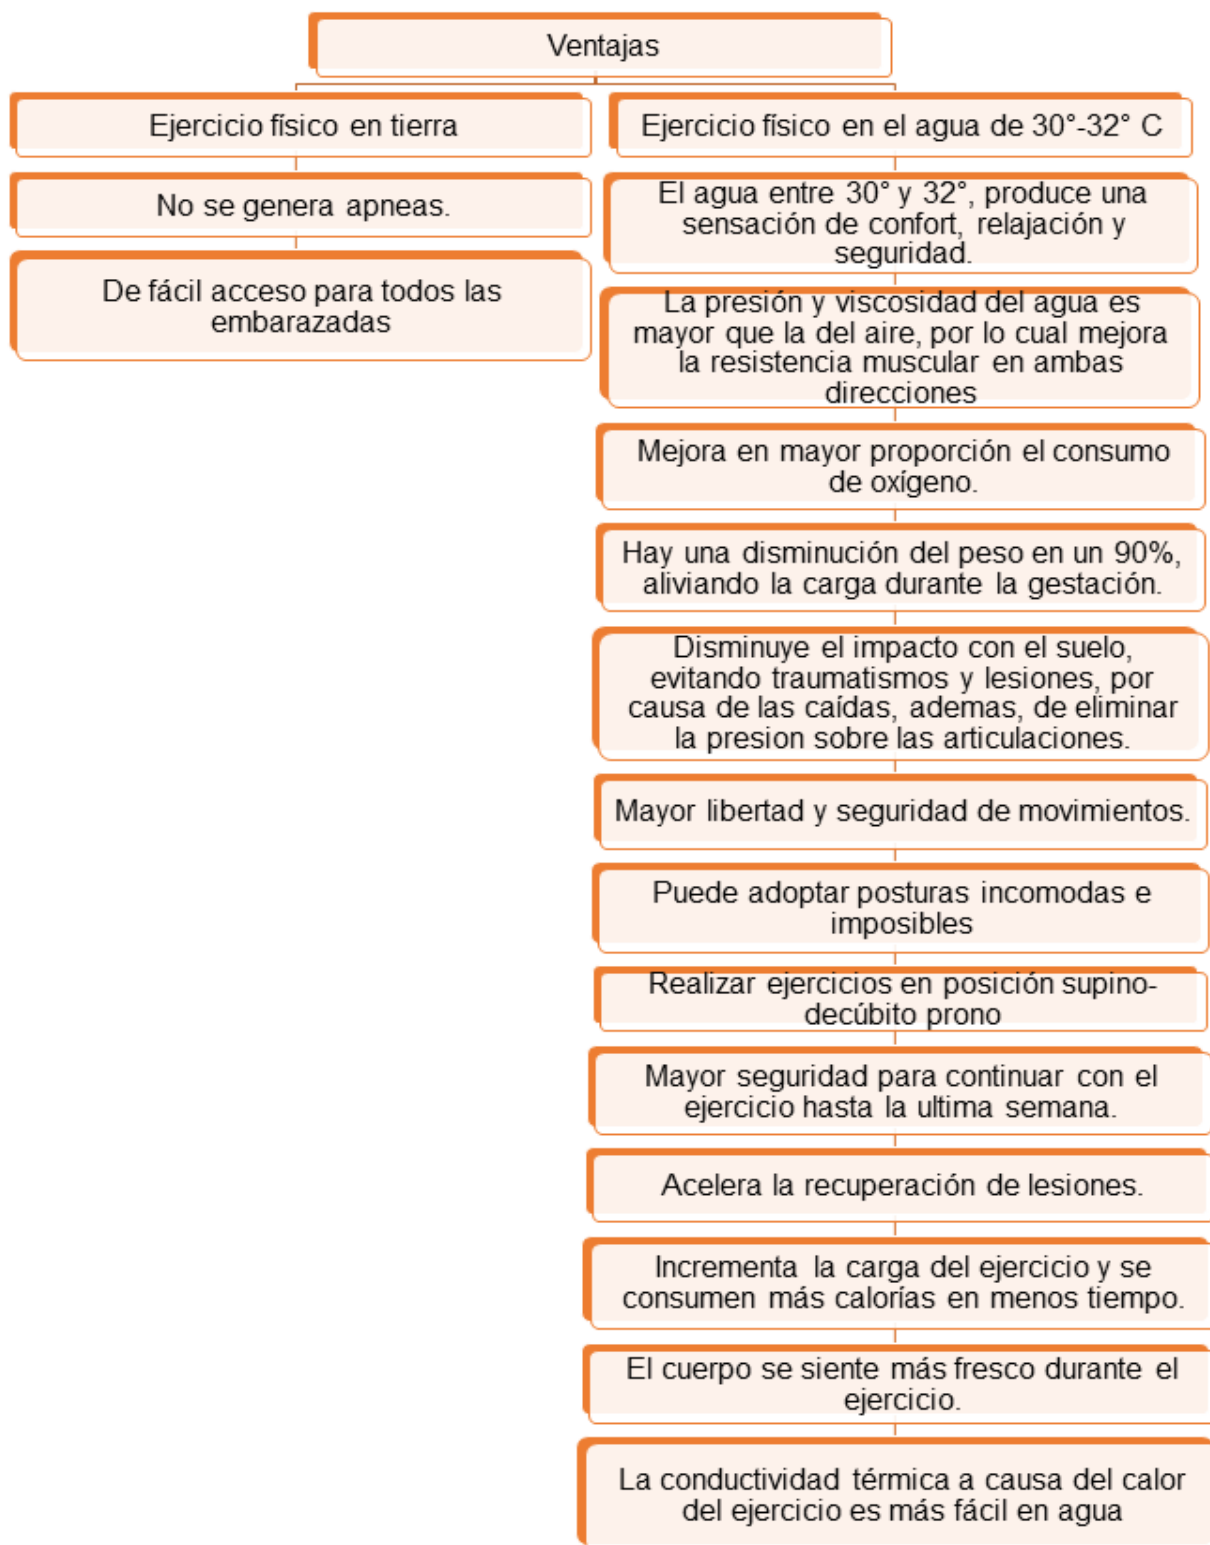 Ventajas
Ejercicio físico en tierra
No se genera apneas.
De fácil acceso para todos las
embarazadas
Ejercicio físico en el agua de 30°-32° C
El agua entre 30° y 32°, produce una
sensación de confort, relajación y
seguridad.
La presión y viscosidad del agua es
mayor que la del aire, por lo cual mejora
la resistencia muscular en ambas
direcciones
Mejora en mayor proporción el consumo
de oxígeno.
Hay una disminución del peso en un 90%,
aliviando la carga durante la gestación.
Disminuye el impacto con el suelo,
evitando traumatismos y lesiones, por
causa de las caídas, ademas, de eliminar
la presion sobre las articulaciones.
Mayor libertad y seguridad de movimientos.
Puede adoptar posturas incomodas e
imposibles
Realizar ejercicios en posición supino-
decúbito prono
Mayor seguridad para continuar con el
ejercicio hasta la ultima semana.
Acelera la recuperación de lesiones.
Incrementa la carga del ejercicio y se
consumen más calorías en menos tiempo.
El cuerpo se siente más fresco durante el
ejercicio.
La conductividad térmica a causa del calor
del ejercicio es más fácil en agua